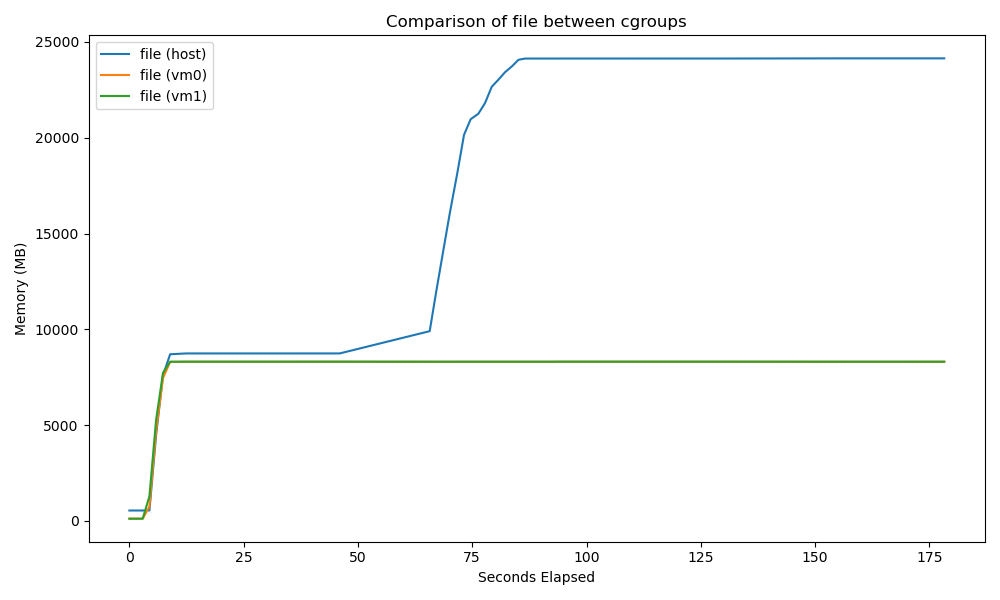 Comparison of file between cgroups
file (host)
file (vm0)
file (vm1)
25000
20000
15000
10000
5000
0
Memory (MB)
0 25 50 75 100 125 150 175
Seconds Elapsed